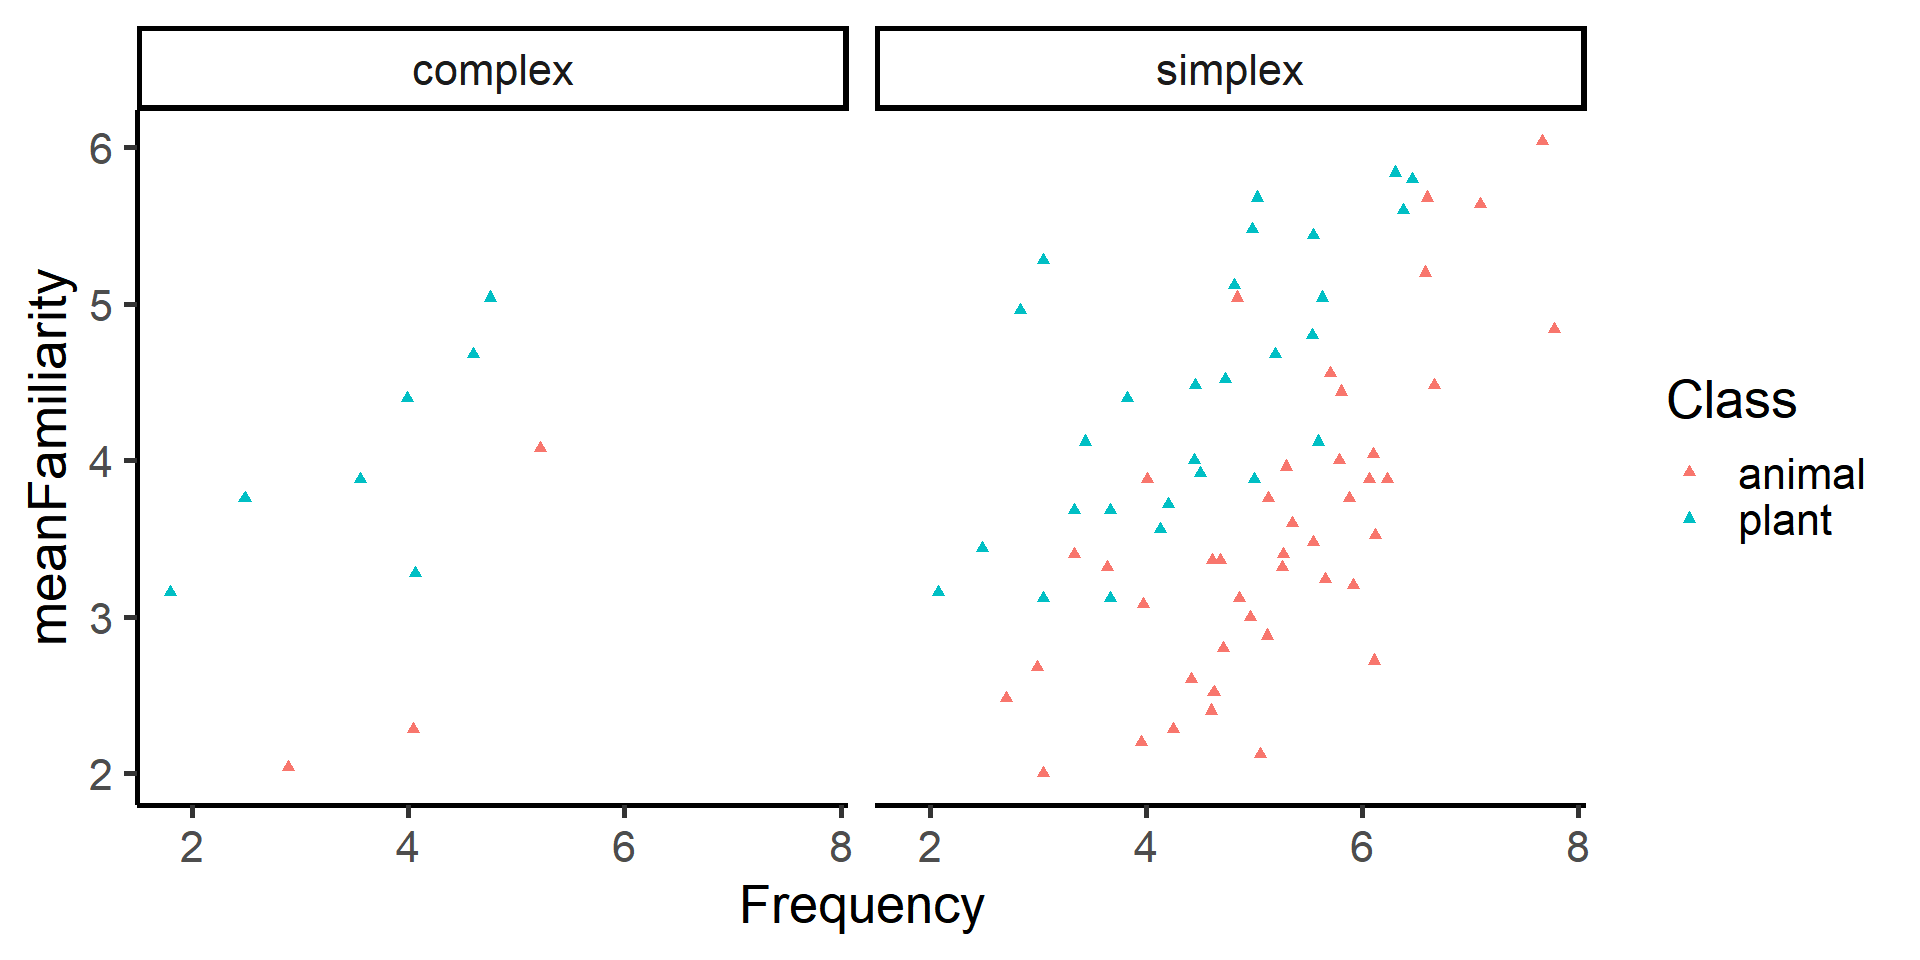 complex
simplex
6
5
4
3
2
meanFamiliarity
2 4 6 8
2 4 6 8
Frequency
Class
animal
plant